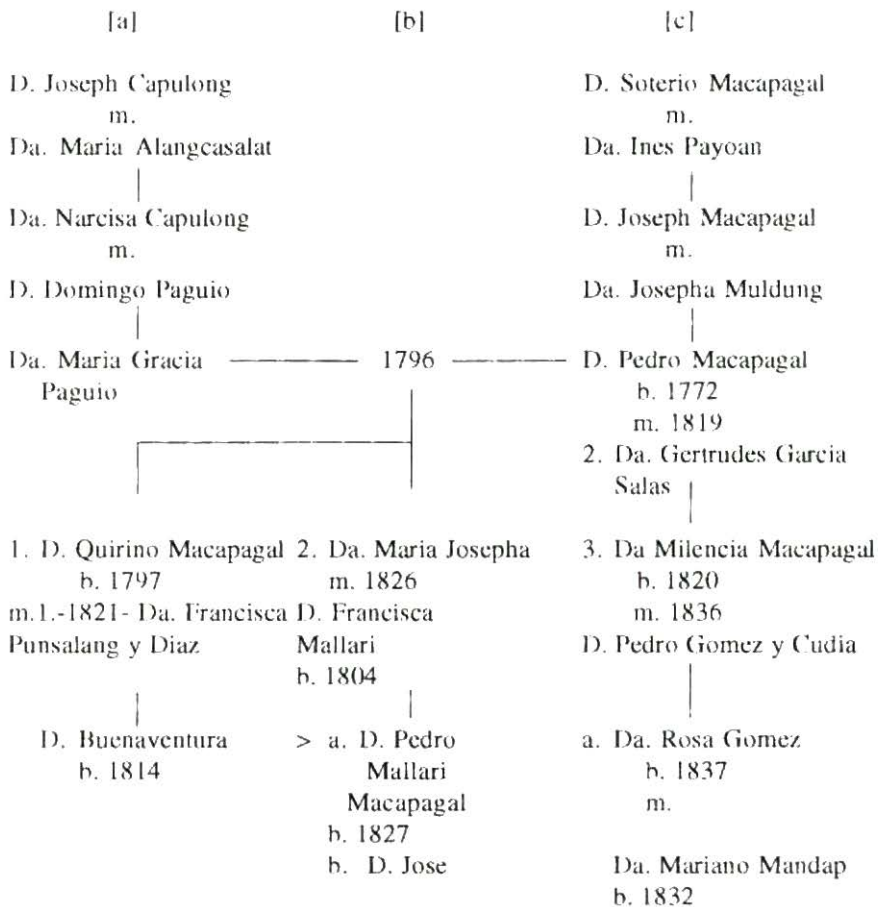 [a] [b] [c]
D. Joseph Capulong D. Soterio Macapagal
m. m.
Da. Maria Alangcasalat Da. Ines Payoan
Da. Narcisa Capulong D. Joseph Macapagal
m. m.
D. Domingo Paguio Da. Josepha Muldung
Da. Maria Gracia 1796 D. Pedro Macapagal
Paguio b. 1772
m. 1819
2. Da. Gertrudes Garcia
Salas
1. D. Quirino Macapagal 2. Da. Maria Josepha 3. Da Milencia Macapagal
b. 1797 m. 1826 b. 1820
m.1.-1821- Da. Francisca D. Francisca m. 1836
Punsalang y Diaz Mallari D. Pedro Gomez y Cudia
b. 1804
D. Buenaventura > a. D. Pedro a. Da. Rosa Gomez
b. 1814 Mallari b. 1837
Macapagal m.
b. 1827
b. D. Jose Da. Mariano Mandap
b. 1832